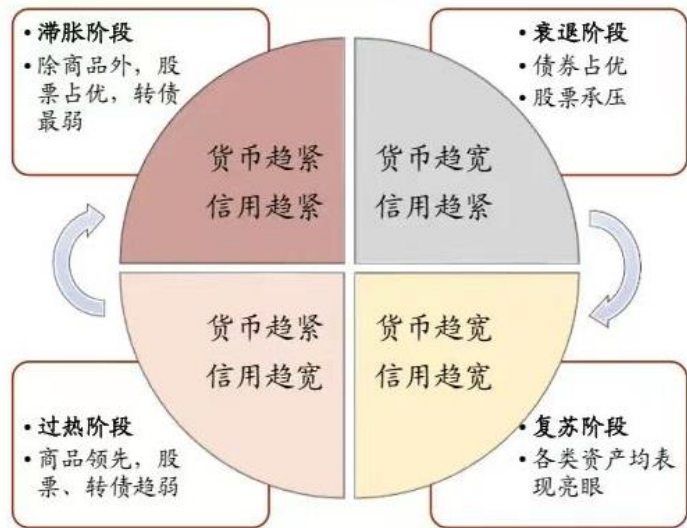 • 滞胀阶段
• 除商品外，股
票占优，转债
最弱
• 衰退阶段
• 债券占优
• 股票承压
货币趋紧
信用趋紧
货币趋宽
信用趋紧
货币趋紧
信用趋宽
货币趋宽
信用趋宽
• 过热阶段
• 商品领先，股
票、转债趋弱
• 复苏阶段
• 各类资产均表
现亮眼